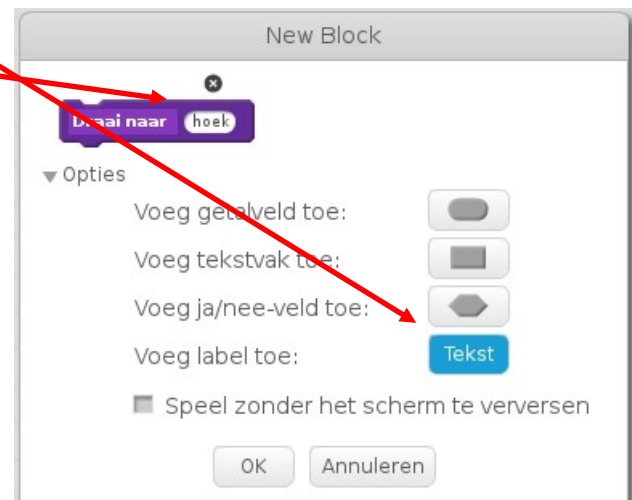 New Block
Draai naar hoek
Opties
Voeg getalveld toe:
Voeg tekstvak toe:
Voeg ja/nee-veld toe:
Voeg label toe: Tekst
Speel zonder het scherm te verversen
OK Annuleren